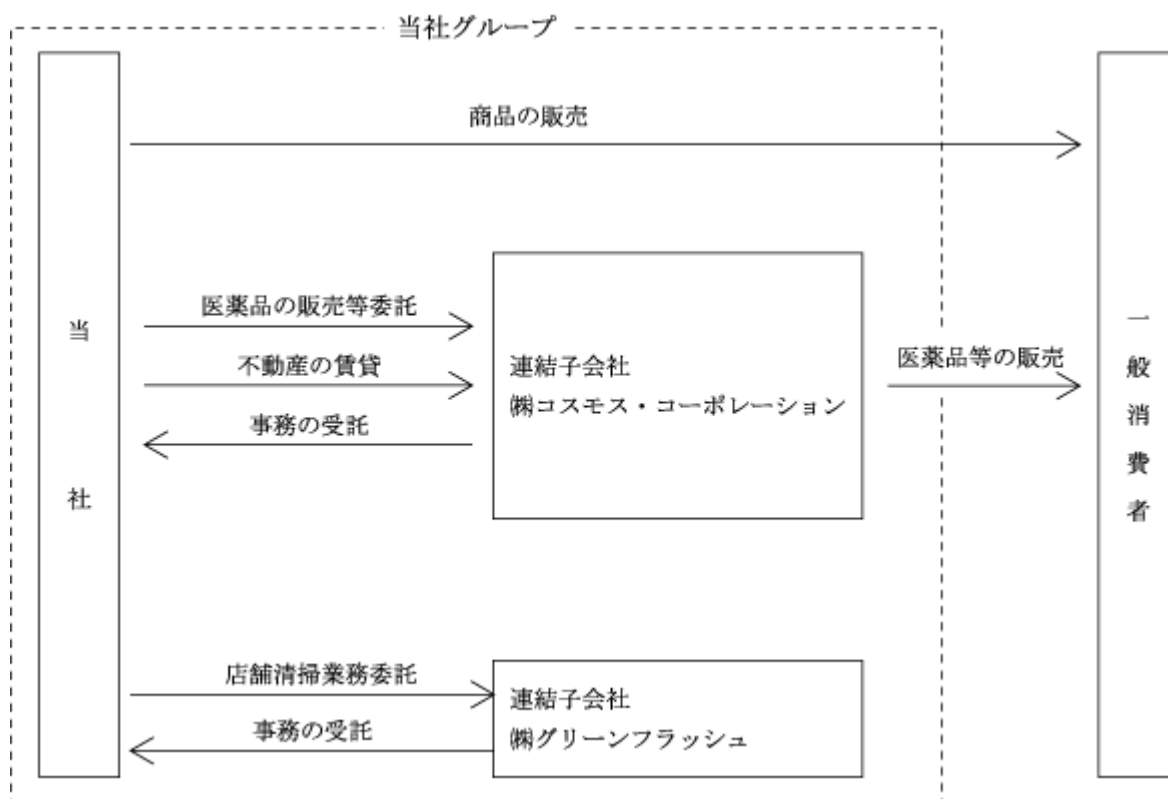 当社グループ
商品の販売
当社
医薬品の販売等委託
不動産の賃貸
事務の受託
連結子会社
㈱コスモス・コーポレーション
医薬品等の販売
一般消費者
店舗清掃業務委託
事務の受託
連結子会社
㈱グリーンフラッシュ